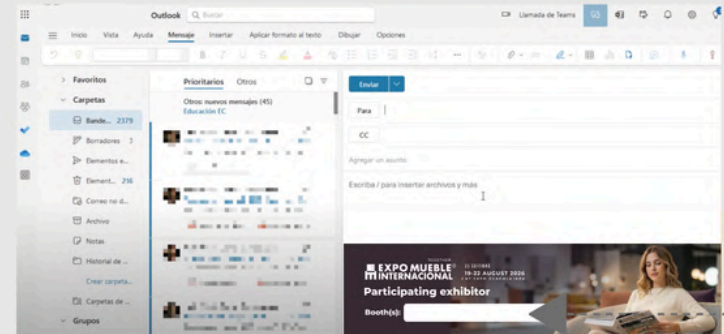 Outlook
Buscar
Llamada de Teams
Inicio Vista Ayuda Mensaje Insertar Aplicar formato al texto Dibujar Opciones
Favoritos
Carpetas
Bande... 2379
Borradores 3
Elementos e...
Element... 216
Correo no d...
Archivo
Notas
Historial de ...
Crear carpeta...
Carpetas de ...
Grupos
Prioritarios Otros
Otros: nuevos mensajes (45)
Educación EC
Enviar
Para
CC
Agregar un asunto
Escriba / para insertar archivos y más
EXPO MUEBLE
INTERNACIONAL
19-22 AUGUST 2026
Participating exhibitor
Booth(s):